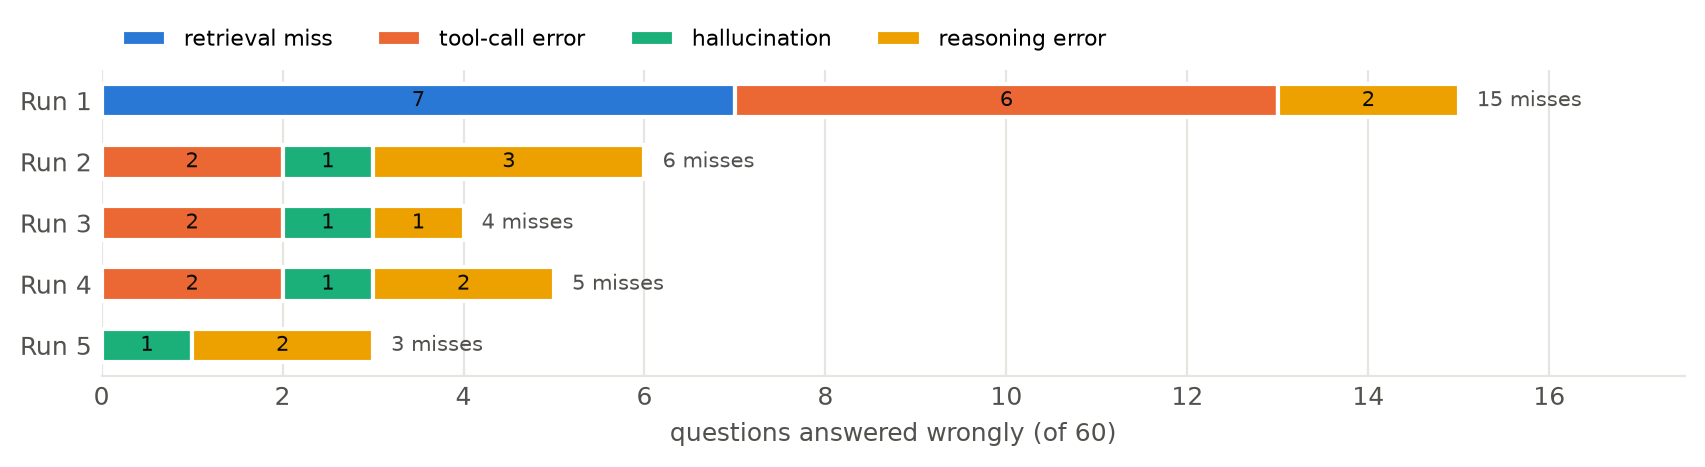 retrieval miss tool-call error hallucination reasoning error
Run 1 7 6 2 15 misses
Run 2 2 1 3 6 misses
Run 3 2 1 1 4 misses
Run 4 2 1 2 5 misses
Run 5 1 2 3 misses
0 2 4 6 8 10 12 14 16
questions answered wrongly (of 60)